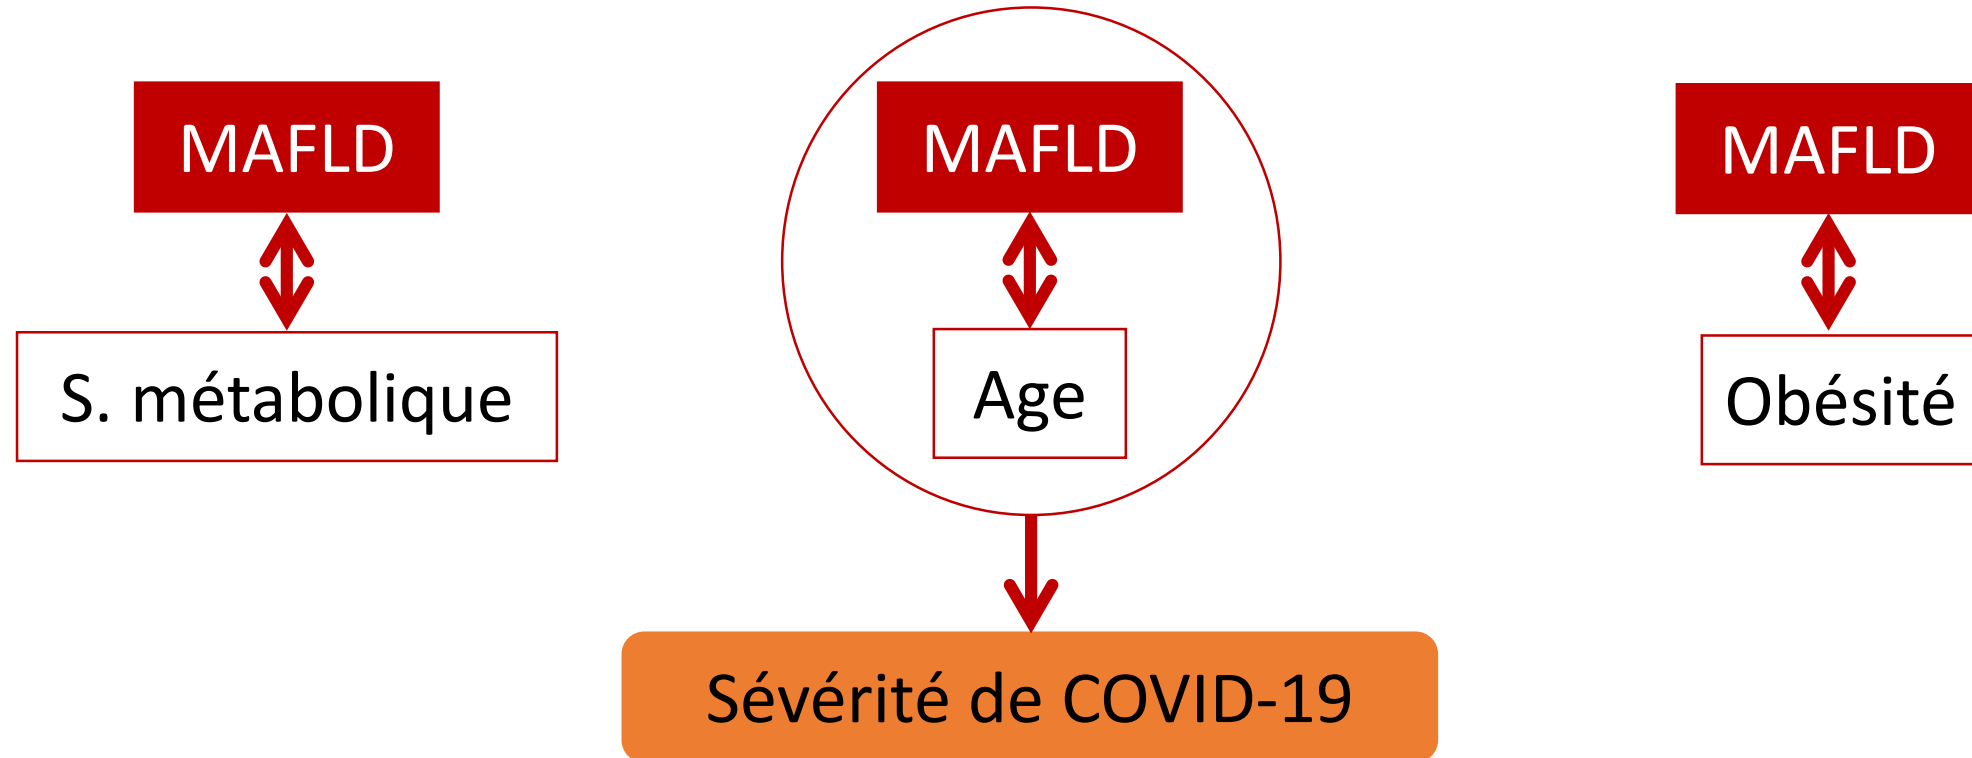 MAFLD
MAFLD
MAFLD
S. métabolique
Age
Obésité
Sévérité de COVID-19